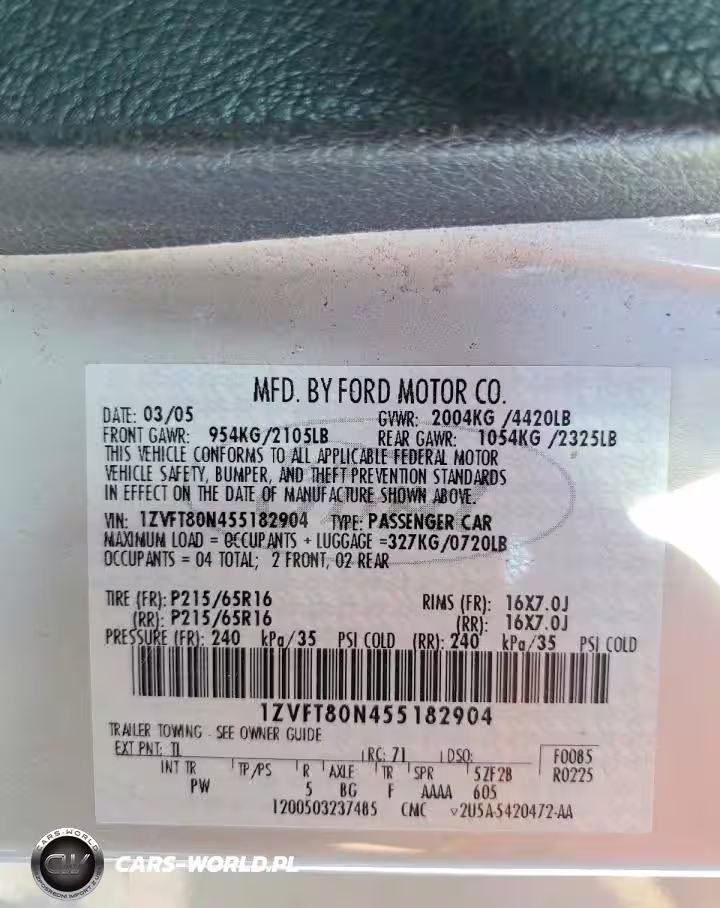 MFD. BY FORD MOTOR CO.
DATE: 03/05 GVWR: 2004KG /4420LB
FRONT GAWR: 954KG/2105LB REAR GAWR: 1054KG /2325LB
THIS VEHICLE CONFORMS TO ALL APPLICABLE FEDERAL MOTOR
VEHICLE SAFETY, BUMPER, AND THEFT PREVENTION STANDARDS
IN EFFECT ON THE DATE OF MANUFACTURE SHOWN ABOVE.
VIN: 1ZVFT80N455182904 TYPE: PASSENGER CAR
MAXIMUM LOAD = OCCUPANTS + LUGGAGE =327KG/0720LB
OCCUPANTS = 04 TOTAL; 2 FRONT, 02 REAR
TIRE (FR): P215/65R16 RIMS (FR): 16X7.0J
(RR): P215/65R16 (RR): 16X7.0J
PRESSURE (FR): 240 kPa/35 PSI COLD (RR): 240 kPa/35 PSI COLD
1ZVFT80N455182904
TRAILER TOWING - SEE OWNER GUIDE
EXT PNT: TL RC: 71 DSO: F0085
INT TR TP/PS R AXLE TR SPR 5ZF2B R0225
PW 5 BG F AAAA 605
1200503237485 CMC v2U5A-5420472-AA
CARS-WORLD
CW
CARS-WORLD.PL